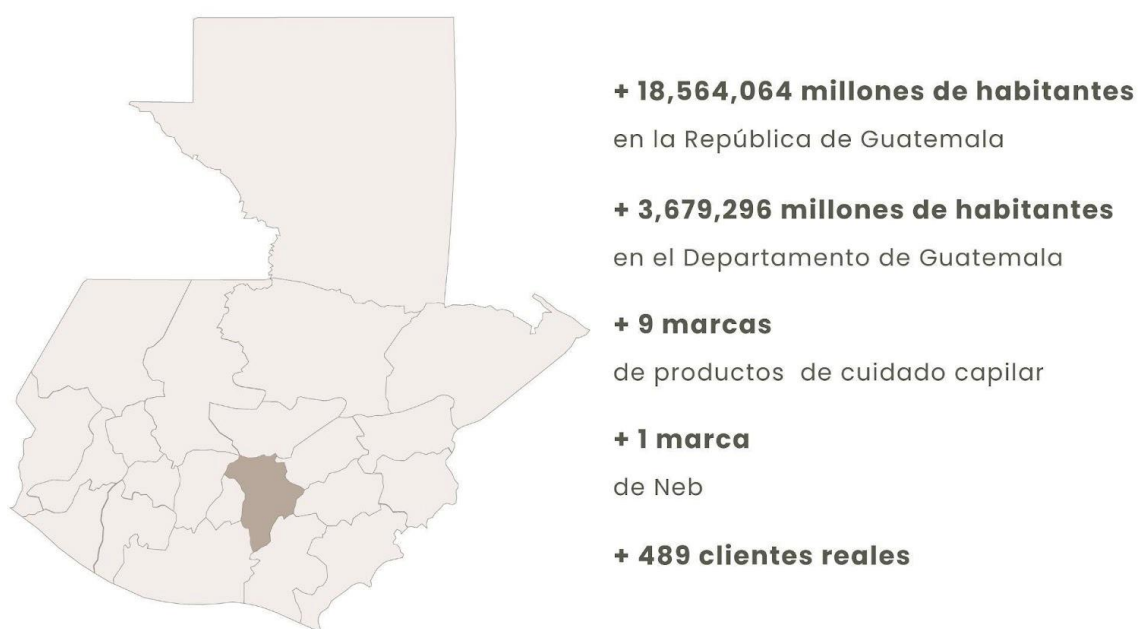 + 18,564,064 millones de habitantes
en la República de Guatemala
+ 3,679,296 millones de habitantes
en el Departamento de Guatemala
+ 9 marcas
de productos de cuidado capilar
+ 1 marca
de Neb
+ 489 clientes reales